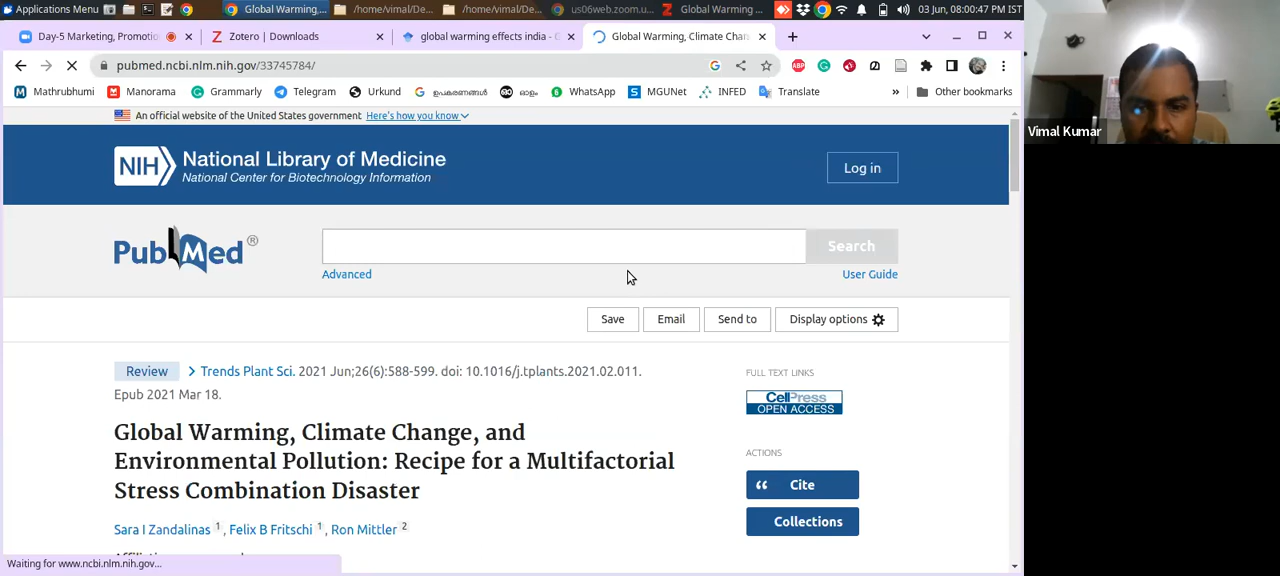 Applications Menu
Global Warming,...
/home/vimal/De...
/home/vimal/De...
us06web.zoom.u...
Global Warming ...
03 Jun, 08:00:47 PM IST
Day-5 Marketing, Promotio
Zotero | Downloads
global warming effects india - G
Global Warming, Climate Chan
pubmed.ncbi.nlm.nih.gov/33745784/
Mathrubhumi
Manorama
Grammarly
Telegram
Urkund
ഉപകരണങ്ങൾ
ഓളം
WhatsApp
MGUNet
INFED
Translate
»
Other bookmarks
Vimal Kumar
An official website of the United States government Here's how you know
NIH National Library of Medicine
National Center for Biotechnology Information
Log in
PubMed®
Search
Advanced
User Guide
Save
Email
Send to
Display options
Review
Trends Plant Sci. 2021 Jun;26(6):588-599. doi: 10.1016/j.tplants.2021.02.011.
Epub 2021 Mar 18.
Global Warming, Climate Change, and
Environmental Pollution: Recipe for a Multifactorial
Stress Combination Disaster
Sara I Zandalinas 1, Felix B Fritschi 1, Ron Mittler 2
FULL TEXT LINKS
CellPress
OPEN ACCESS
ACTIONS
Cite
Collections
Waiting for www.ncbi.nlm.nih.gov...